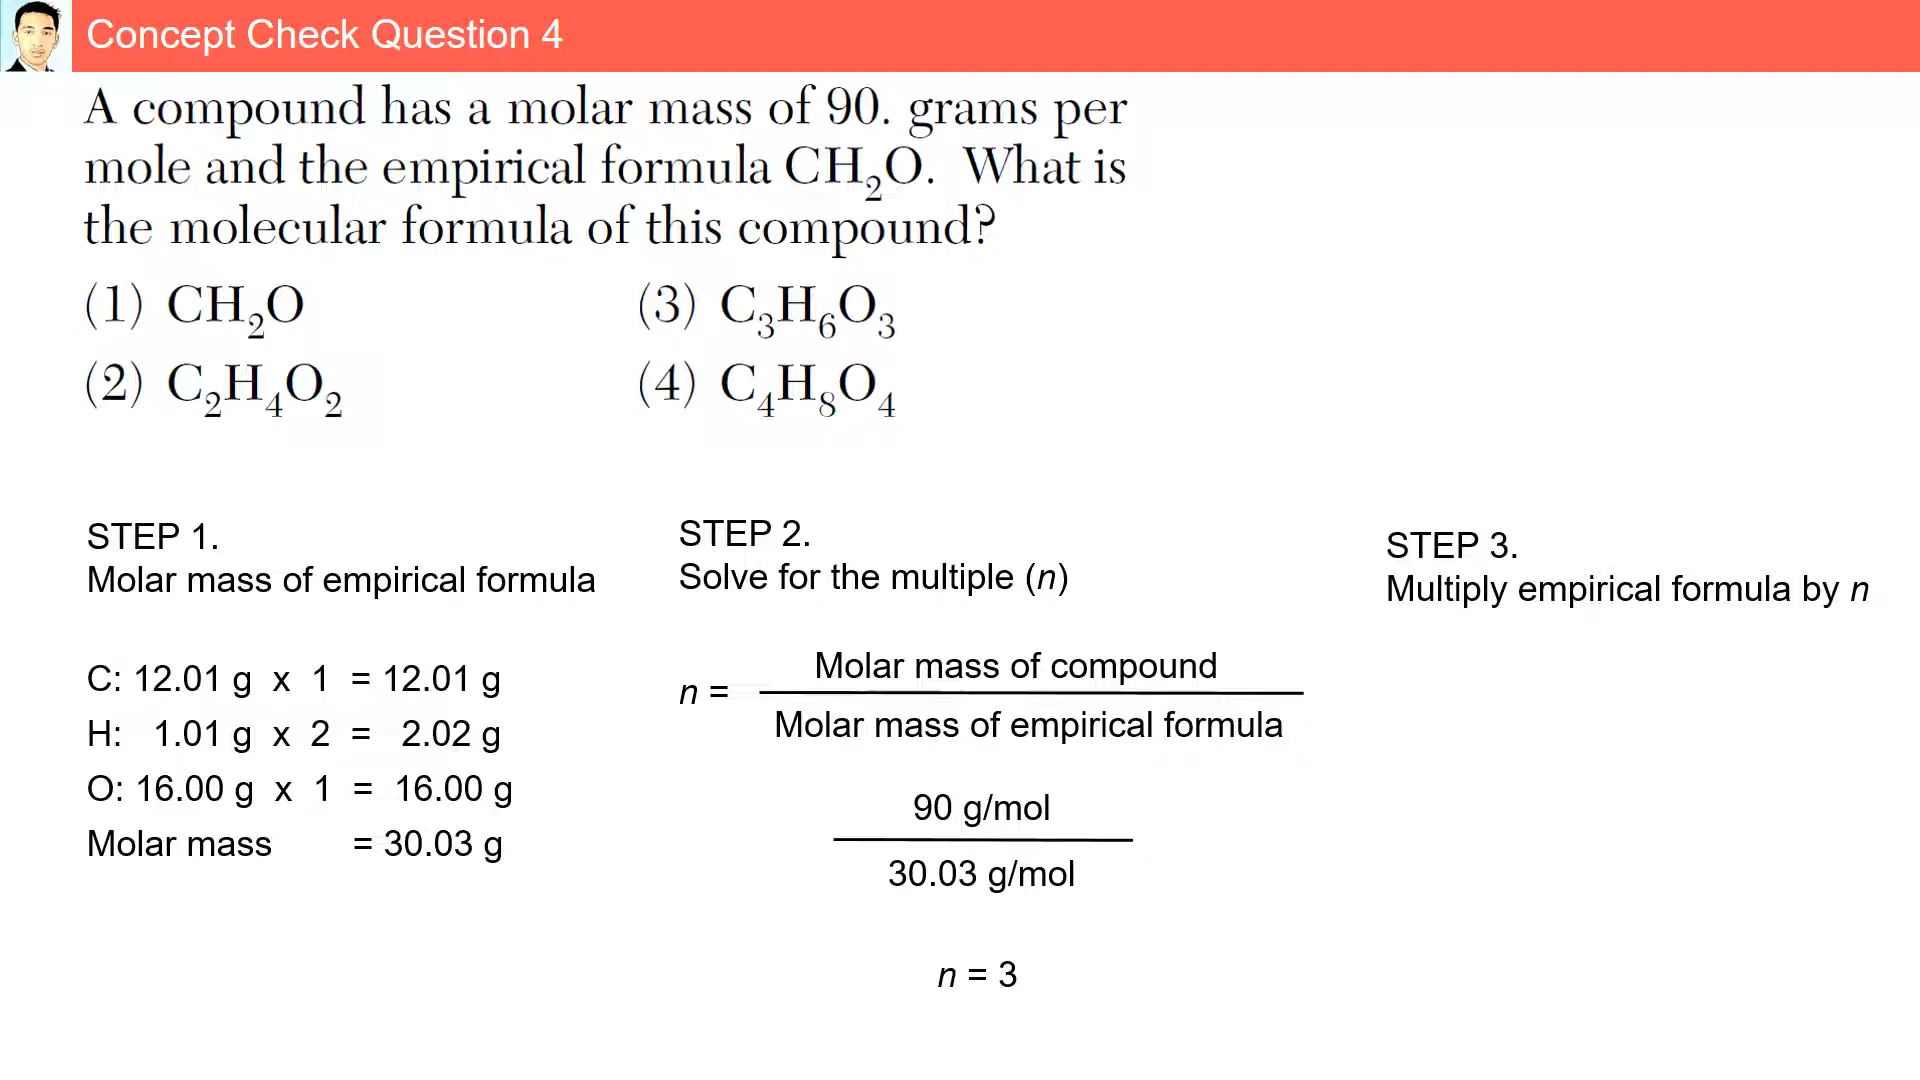 Concept Check Question 4
A compound has a molar mass of 90. grams per
mole and the empirical formula CH₂O. What is
the molecular formula of this compound?
(1) CH₂O
(2) C₂H₄O₂
(3) C₃H₆O₃
(4) C₄H₈O₄
STEP 1.
Molar mass of empirical formula
C: 12.01 g x 1 = 12.01 g
H: 1.01 g x 2 = 2.02 g
O: 16.00 g x 1 = 16.00 g
Molar mass = 30.03 g
STEP 2.
Solve for the multiple (n)
Molar mass of compound
n =
Molar mass of empirical formula
90 g/mol
30.03 g/mol
n = 3
STEP 3.
Multiply empirical formula by n